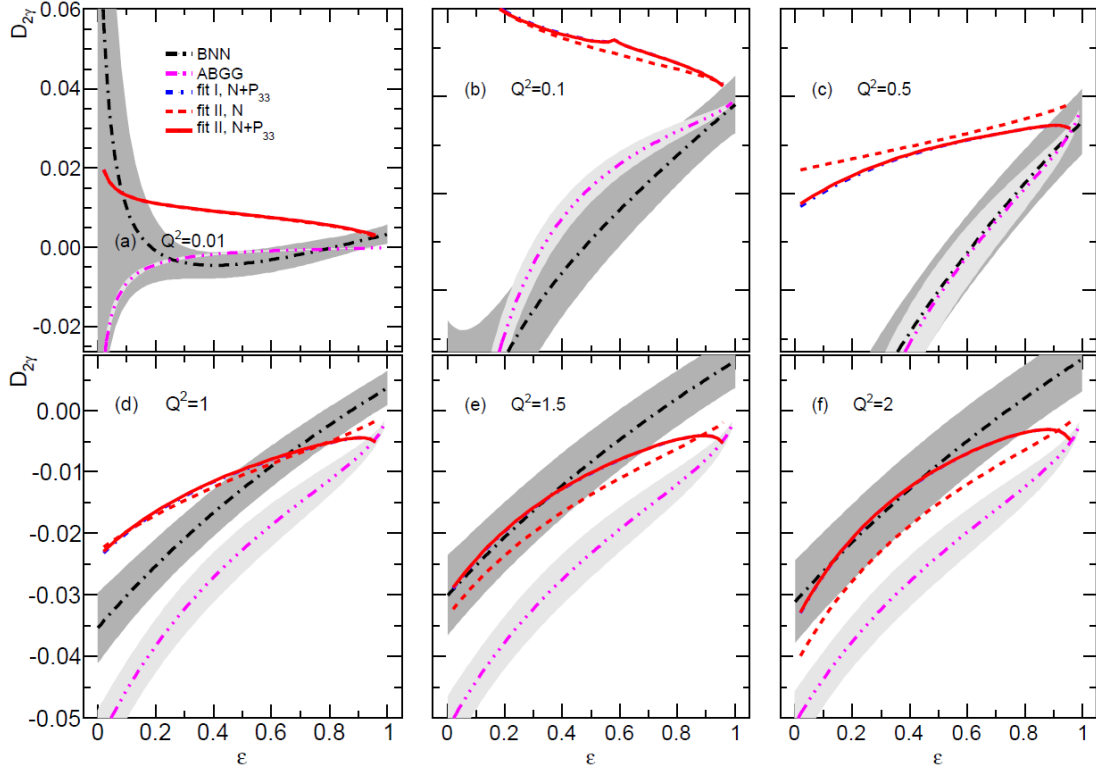 D₂γ
0.06
0.04
0.02
0.00
-0.02
BNN
ABGG
fit I, N+P₃₃
fit II, N
fit II, N+P₃₃
(a) Q²=0.01
(b) Q²=0.1
(c) Q²=0.5
D₂γ
0.00
-0.01
-0.02
-0.03
-0.04
-0.05
(d) Q²=1
(e) Q²=1.5
(f) Q²=2
0 0.2 0.4 0.6 0.8 1
0 0.2 0.4 0.6 0.8 1
0 0.2 0.4 0.6 0.8 1
ε
ε
ε